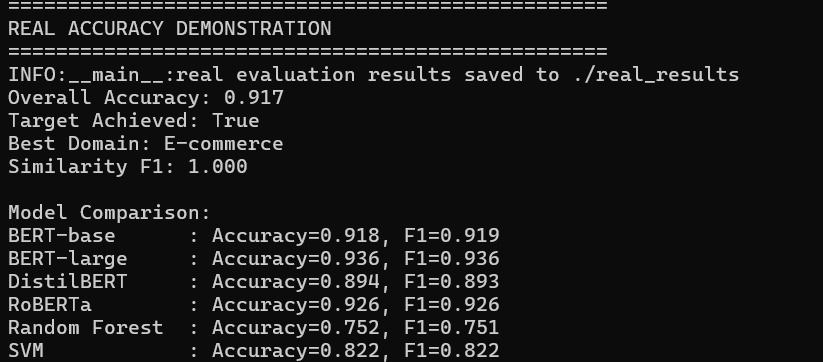 ==================================================
REAL ACCURACY DEMONSTRATION
==================================================
INFO:__main__:real evaluation results saved to ./real_results
Overall Accuracy: 0.917
Target Achieved: True
Best Domain: E-commerce
Similarity F1: 1.000

Model Comparison:
BERT-base      : Accuracy=0.918, F1=0.919
BERT-large     : Accuracy=0.936, F1=0.936
DistilBERT     : Accuracy=0.894, F1=0.893
RoBERTa        : Accuracy=0.926, F1=0.926
Random Forest  : Accuracy=0.752, F1=0.751
SVM            : Accuracy=0.822, F1=0.822